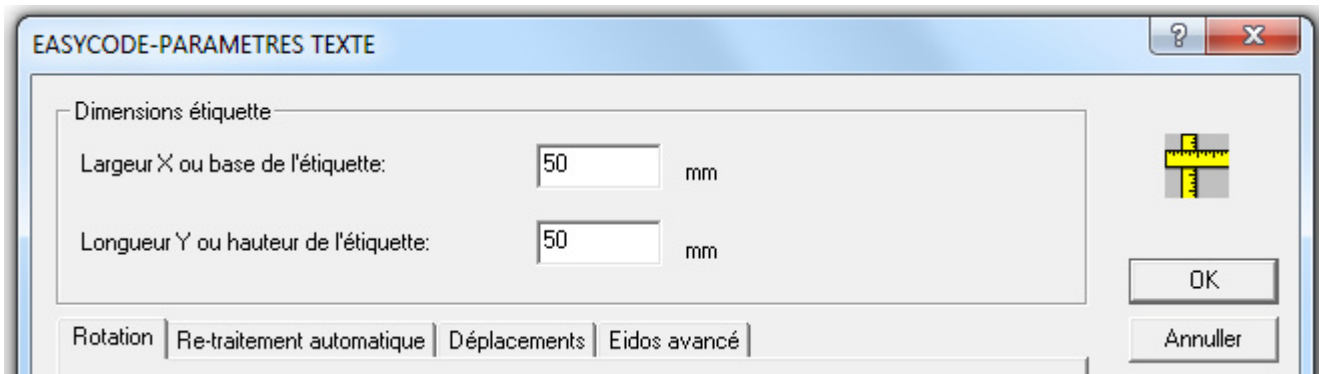 EASYCODE-PARAMETRES TEXTE
Dimensions étiquette
Largeur X ou base de l'étiquette: 50 mm
Longueur Y ou hauteur de l'étiquette: 50 mm
OK
Rotation Re-traitement automatique Déplacements Eidos avancé
Annuller